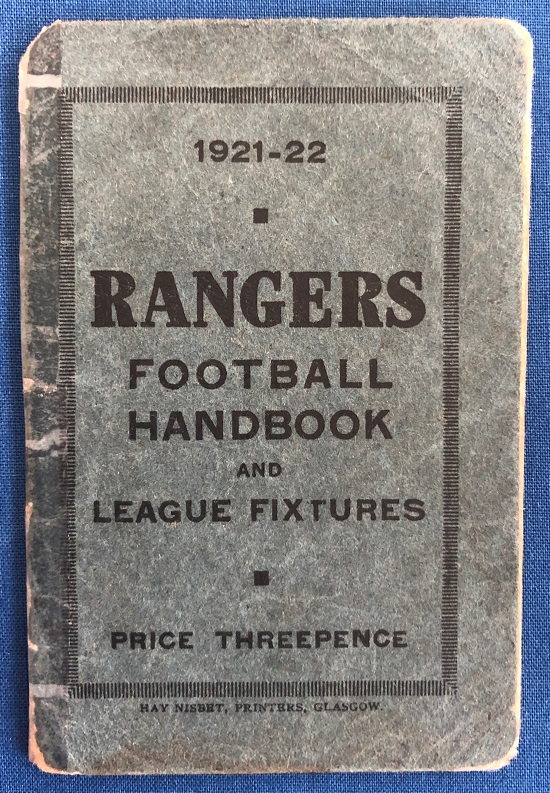 1921-22
RANGERS
FOOTBALL
HANDBOOK
AND
LEAGUE FIXTURES
PRICE THREEPENCE
HAY NISBET, PRINTERS, GLASGOW.